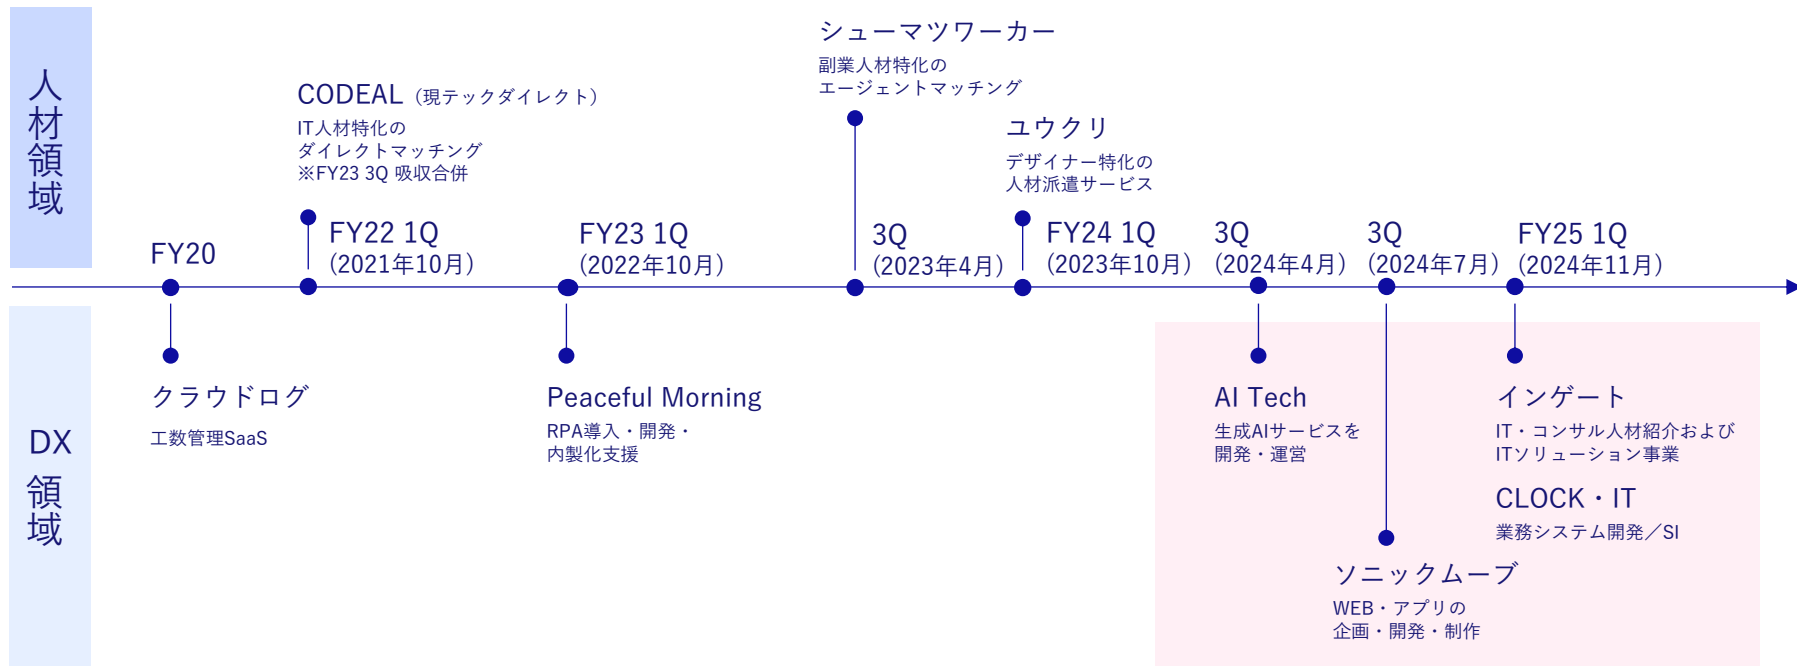 人材領域
シューマツワーカー
副業人材特化の
エージェントマッチング
CODEAL（現テックダイレクト）
IT人材特化の
ダイレクトマッチング
※FY23 3Q 吸収合併
ユウクリ
デザイナー特化の
人材派遣サービス
FY20
FY22 1Q
(2021年10月)
FY23 1Q
(2022年10月)
3Q
(2023年4月)
FY24 1Q
(2023年10月)
3Q
(2024年4月)
3Q
(2024年7月)
FY25 1Q
(2024年11月)
DX領域
クラウドログ
工数管理SaaS
Peaceful Morning
RPA導入・開発・
内製化支援
AI Tech
生成AIサービスを
開発・運営
インゲート
IT・コンサル人材紹介および
ITソリューション事業
CLOCK・IT
業務システム開発／SI
ソニックムーブ
WEB・アプリの
企画・開発・制作